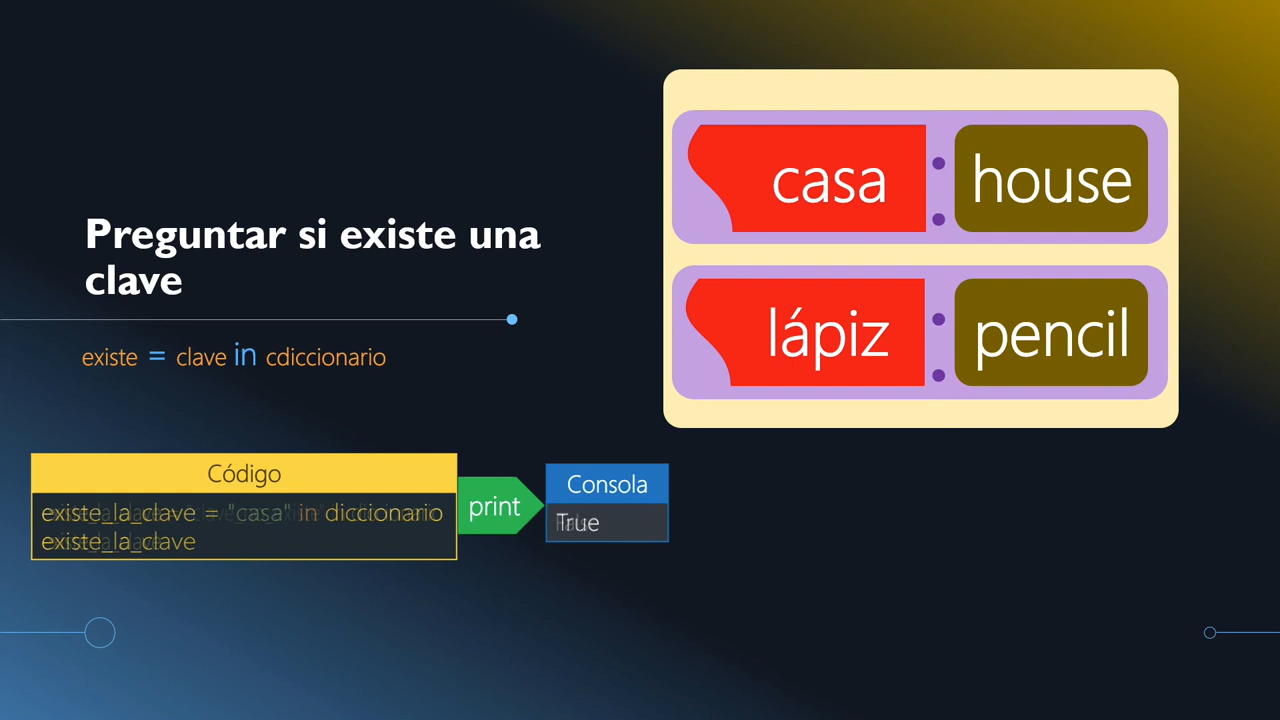 Preguntar si existe una
clave
existe = clave in cdiccionario
casa : house
lápiz : pencil
Código
existe_la_clave = "casa" in diccionario
existe_la_clave
print
Consola
True